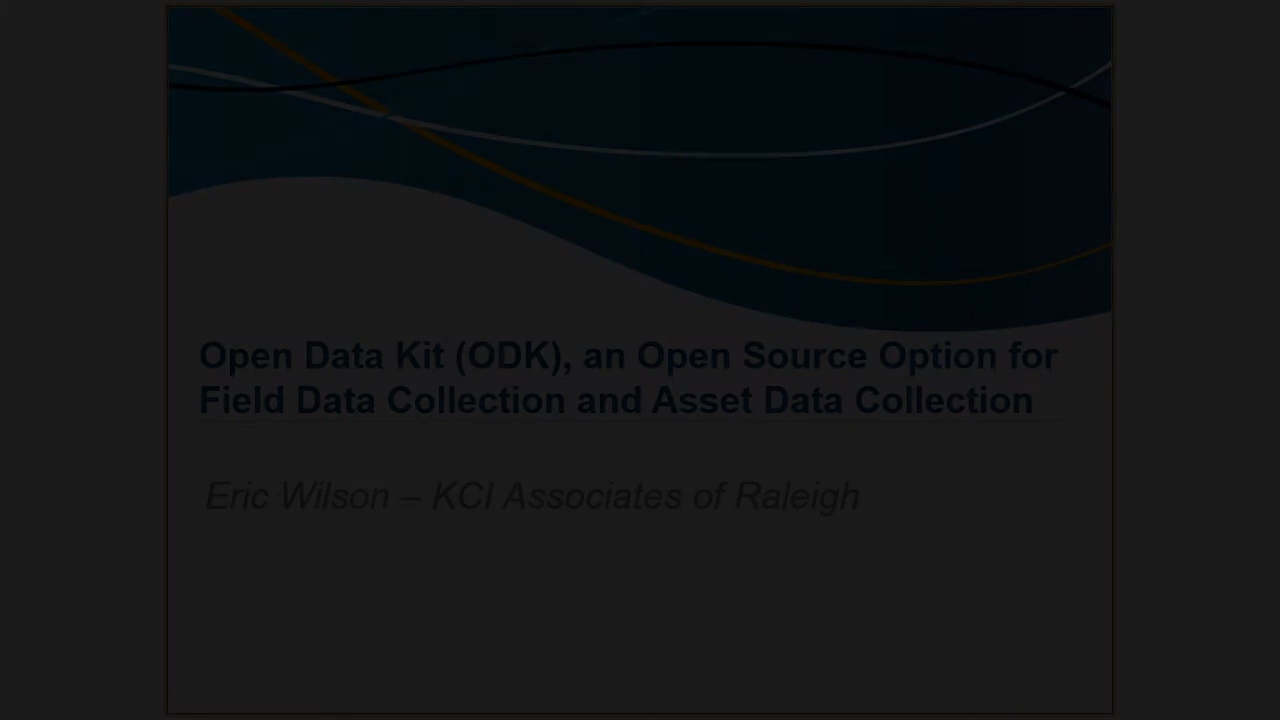 Open Data Kit (ODK), an Open Source Option for
Field Data Collection and Asset Data Collection
Eric Wilson – KCI Associates of Raleigh